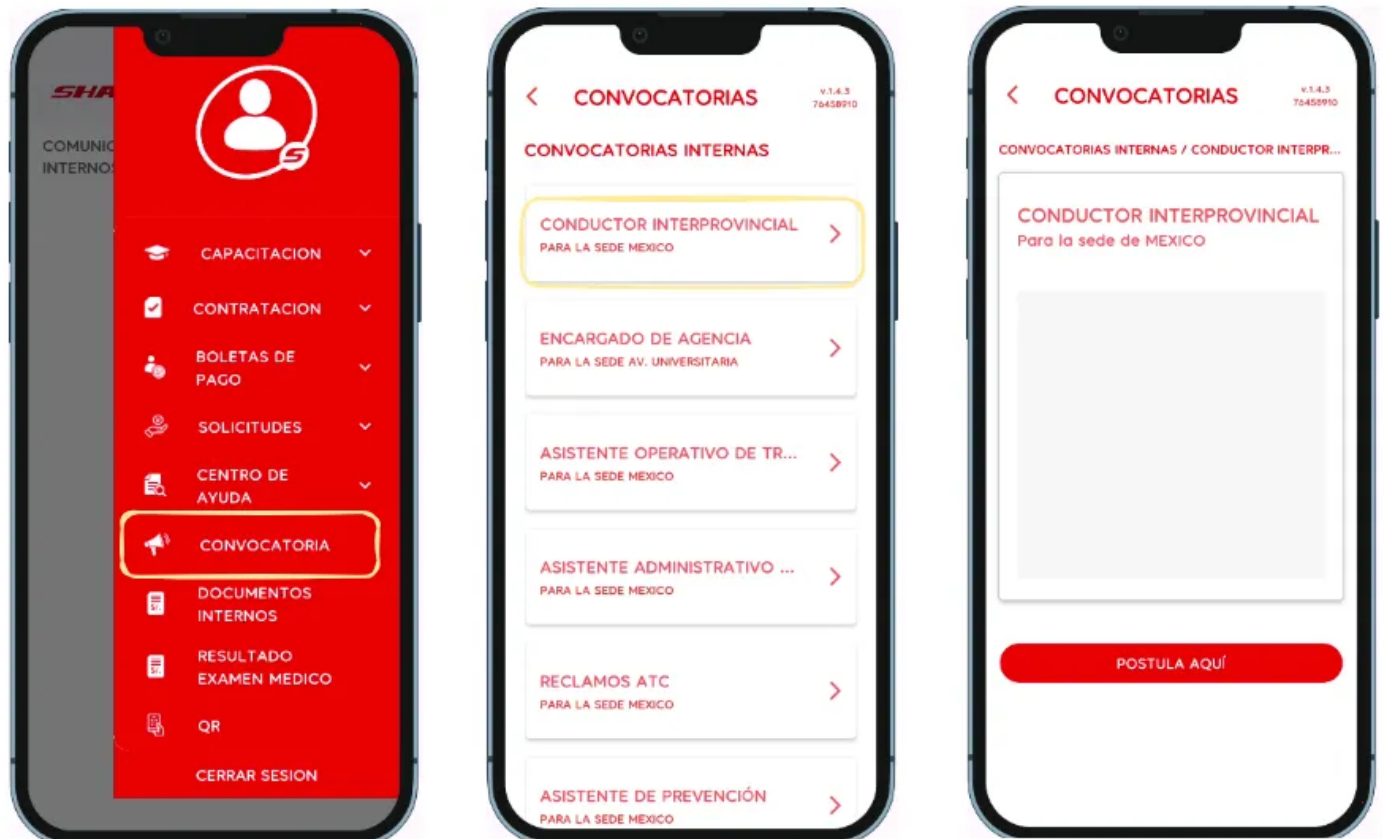 SHA
COMUNIC
INTERNOS
CAPACITACION
CONTRATACION
BOLETAS DE
PAGO
SOLICITUDES
CENTRO DE
AYUDA
CONVOCATORIA
DOCUMENTOS
INTERNOS
RESULTADO
EXAMEN MEDICO
QR
CERRAR SESION
CONVOCATORIAS
v.1.4.3
76458910
CONVOCATORIAS INTERNAS
CONDUCTOR INTERPROVINCIAL
PARA LA SEDE MEXICO
ENCARGADO DE AGENCIA
PARA LA SEDE AV. UNIVERSITARIA
ASISTENTE OPERATIVO DE TR...
PARA LA SEDE MEXICO
ASISTENTE ADMINISTRATIVO ...
PARA LA SEDE MEXICO
RECLAMOS ATC
PARA LA SEDE MEXICO
ASISTENTE DE PREVENCIÓN
PARA LA SEDE MEXICO
CONVOCATORIAS
v.1.4.3
76458910
CONVOCATORIAS INTERNAS / CONDUCTOR INTERPR...
CONDUCTOR INTERPROVINCIAL
Para la sede de MEXICO
POSTULA AQUÍ